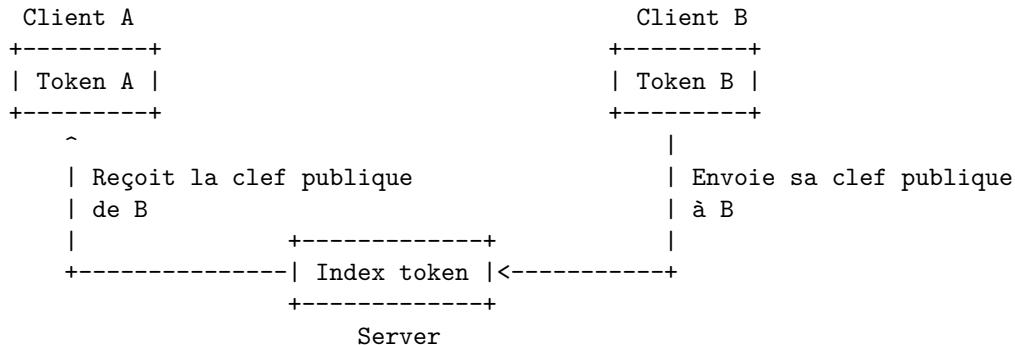 Client A Client B
+---------+ +---------+
| Token A | | Token B |
+---------+ +---------+
^ |
| Reçoit la clef publique | Envoie sa clef publique
| de B | à B
| +-------------+ |
+---------------| Index token |<-----------+
+-------------+
Server